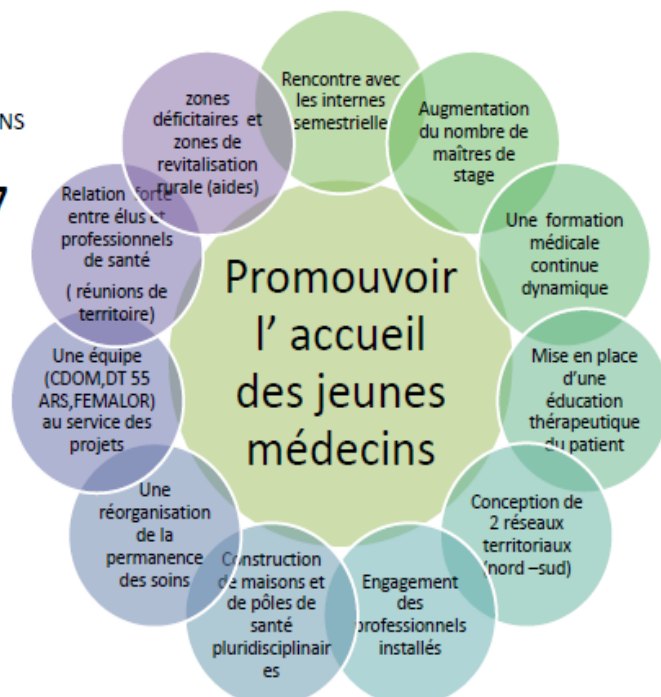 NS
7
Promouvoir
l’ accueil
des jeunes
médecins
Rencontre avec
les internes
semestrielle
Augmentation
du nombre de
maîtres de
stage
Une formation
médicale
continue
dynamique
Mise en place
d’une
éducation
thérapeutique
du patient
Conception de
2 réseaux
territoriaux
(nord –sud)
Engagement
des
professionnels
installés
Construction
de maisons et
de pôles de
santé
pluridisciplinair
es
Une
réorganisation
de la
permanence
des soins
Une équipe
(CDOM,DT 55
ARS,FEMALOR)
au service des
projets
Relation forte
entre élus et
professionnels
de santé
( réunions de
territoire)
zones
déficitaires et
zones de
revitalisation
rurale (aides)